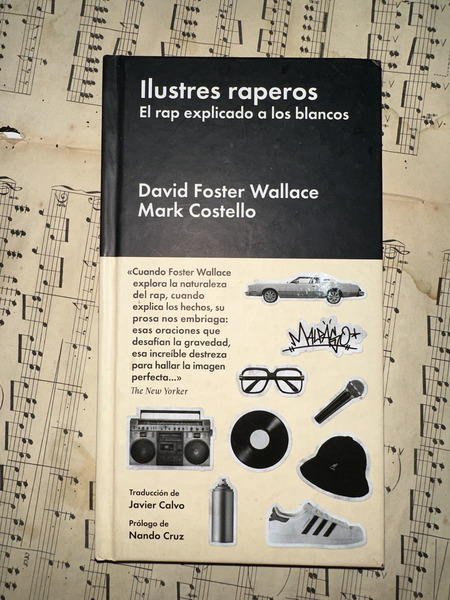 Ilustres raperos
El rap explicado a los blancos
David Foster Wallace
Mark Costello
«Cuando Foster Wallace
explora la naturaleza
del rap, cuando
explica los hechos, su
prosa nos embriaga:
esas oraciones que
desafían la gravedad,
esa increíble destreza
para hallar la imagen
perfecta...»
The New Yorker
Traducción de
Javier Calvo
Prólogo de
Nando Cruz